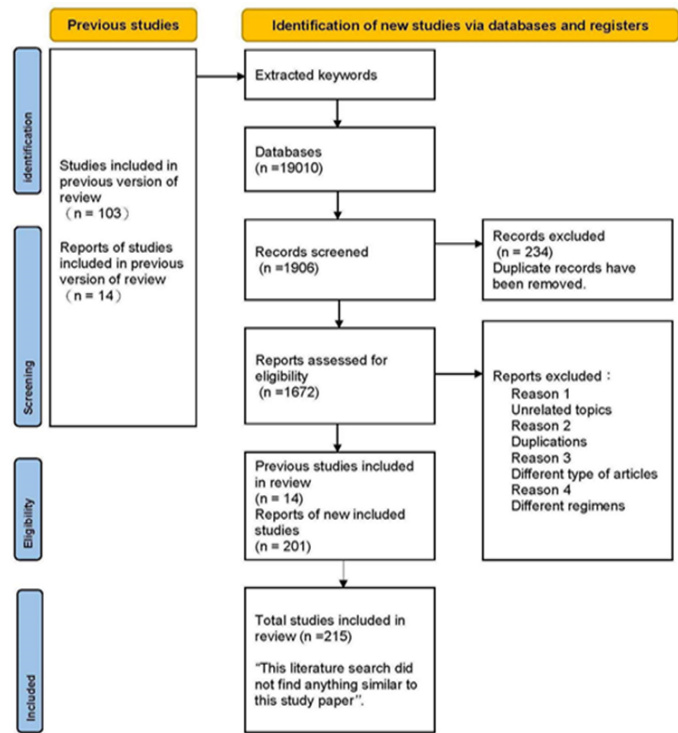 Previous studies
Identification of new studies via databases and registers
identification
Studies included in
previous version of
review
(n = 103)
Reports of studies
included in previous
version of review
(n = 14)
Extracted keywords
Databases
(n =19010)
Screening
Records screened
(n =1906)
Records excluded
(n = 234)
Duplicate records have
been removed.
Reports assessed for
eligibility
(n =1672)
Reports excluded：
Reason 1
Unrelated topics
Reason 2
Duplications
Reason 3
Different type of articles
Reason 4
Different regimens
Eligibility
Previous studies included
in review
(n = 14)
Reports of new included
studies
(n = 201)
Included
Total studies included in
review (n =215)
“This literature search did
not find anything similar to
this study paper”.